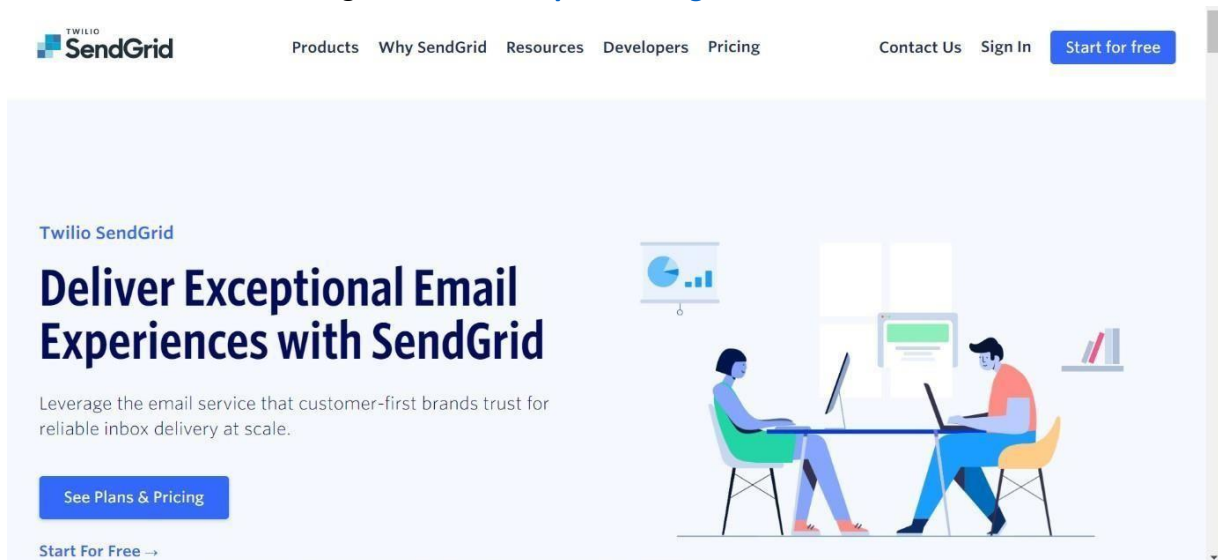 TWILIO
SendGrid
Products Why SendGrid Resources Developers Pricing Contact Us Sign In Start for free
Twilio SendGrid
Deliver Exceptional Email
Experiences with SendGrid
Leverage the email service that customer-first brands trust for
reliable inbox delivery at scale.
See Plans & Pricing
Start For Free →